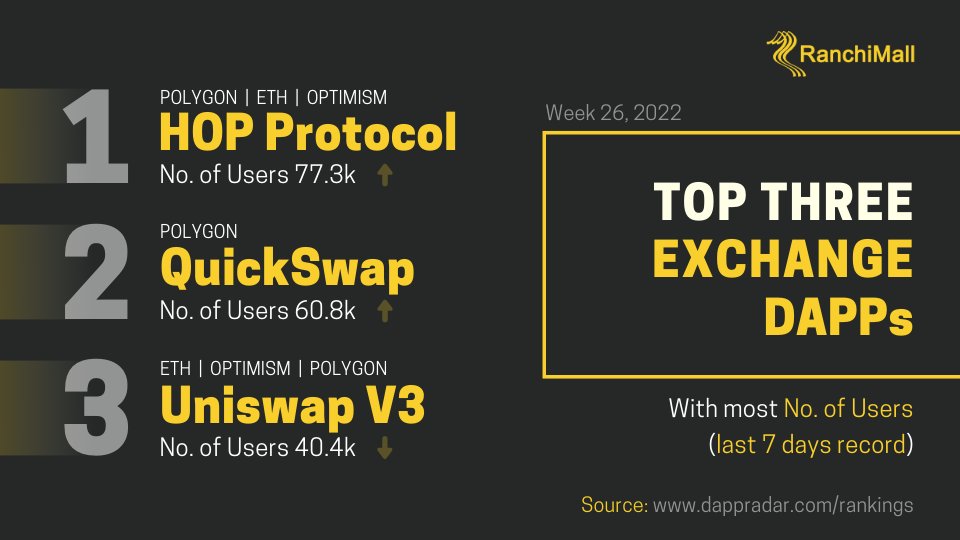 RanchiMall
1
POLYGON | ETH | OPTIMISM
HOP Protocol
No. of Users 77.3k
2
POLYGON
QuickSwap
No. of Users 60.8k
3
ETH | OPTIMISM | POLYGON
Uniswap V3
No. of Users 40.4k
Week 26, 2022
TOP THREE
EXCHANGE
DAPPs
With most No. of Users
(last 7 days record)
Source: www.dappradar.com/rankings